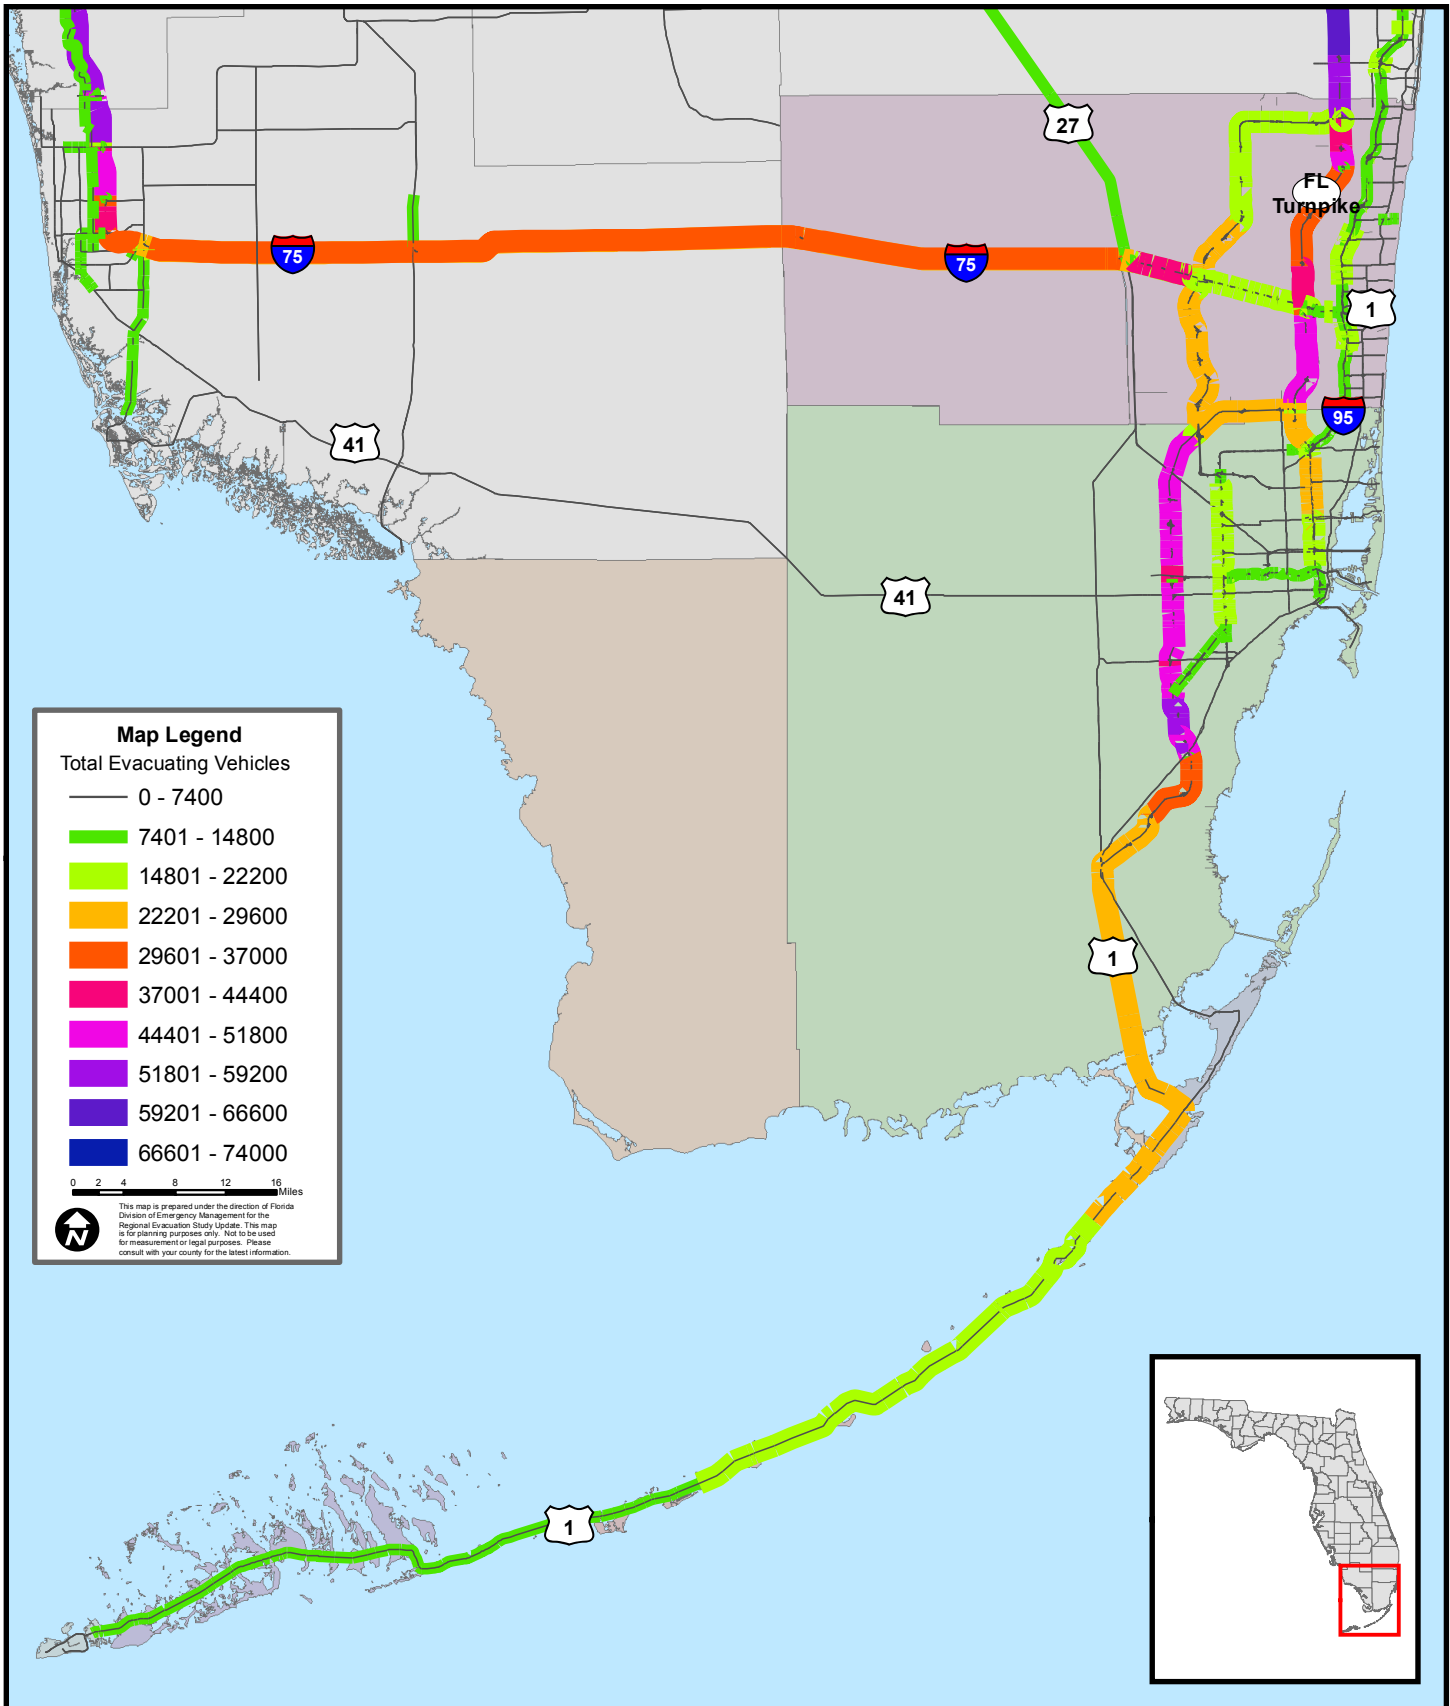 27
FL
Turnpike
75
75
1
95
41
41
1
1
Map Legend
Total Evacuating Vehicles
0 - 7400
7401 - 14800
14801 - 22200
22201 - 29600
29601 - 37000
37001 - 44400
44401 - 51800
51801 - 59200
59201 - 66600
66601 - 74000
0 2 4 8 12 16
Miles
N
This map is prepared under the direction of Florida
Division of Emergency Management for the
Regional Evacuation Study Update. This map
is for planning purposes only. Not to be used
for measurement or legal purposes. Please
consult with your county for the latest information.